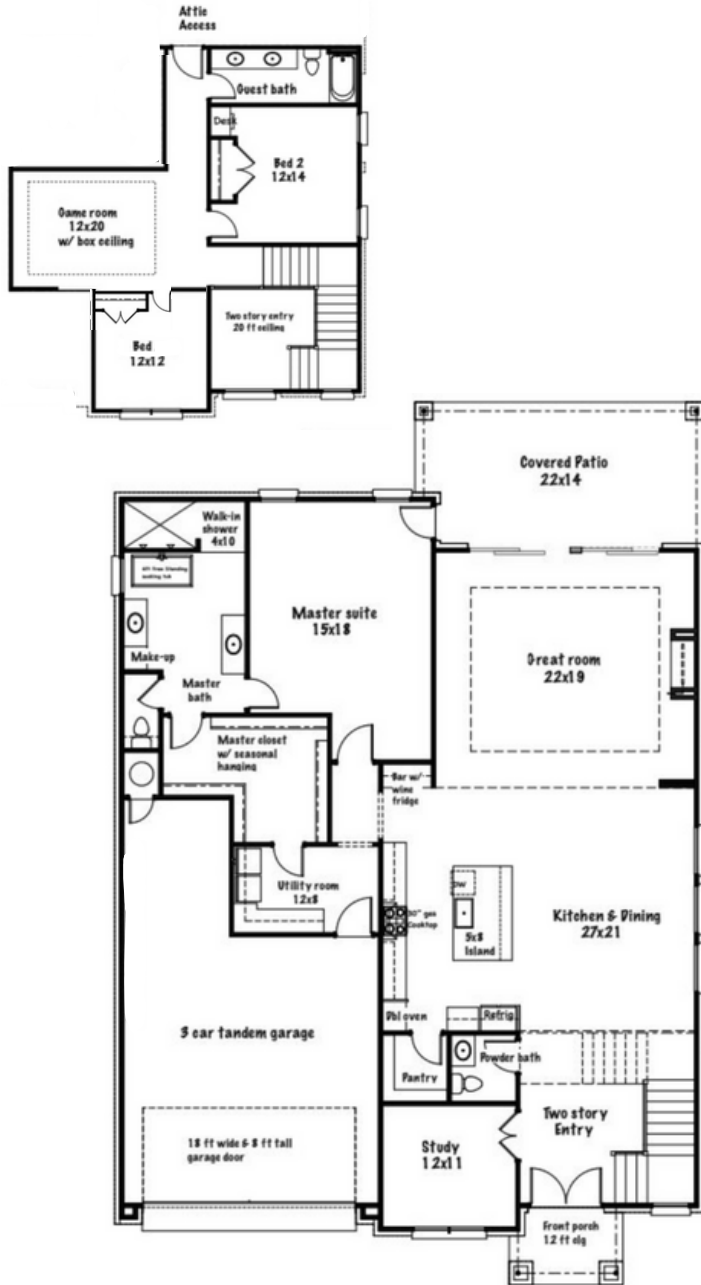 Attic
Access
Guest bath
Desk
Bed 2
12x14
Game room
12x20
w/ box ceiling
Two story entry
20 ft ceiling
Bed
12x12
Covered Patio
22x14
Walk-in
shower
4x10
Master suite
15x18
Great room
22x19
Make-up
Master
bath
Master closet
w/ seasonal
hanging
Bar w/
wine
fridge
Utility room
12x8
DW
30" gas
Cooktop
5x8
Island
Kitchen & Dining
27x21
3 car tandem garage
Dbl oven
Refrig
Powder bath
Pantry
Two story
Entry
18 ft wide & 8 ft tall
garage door
Study
12x11
Front porch
12 ft clg